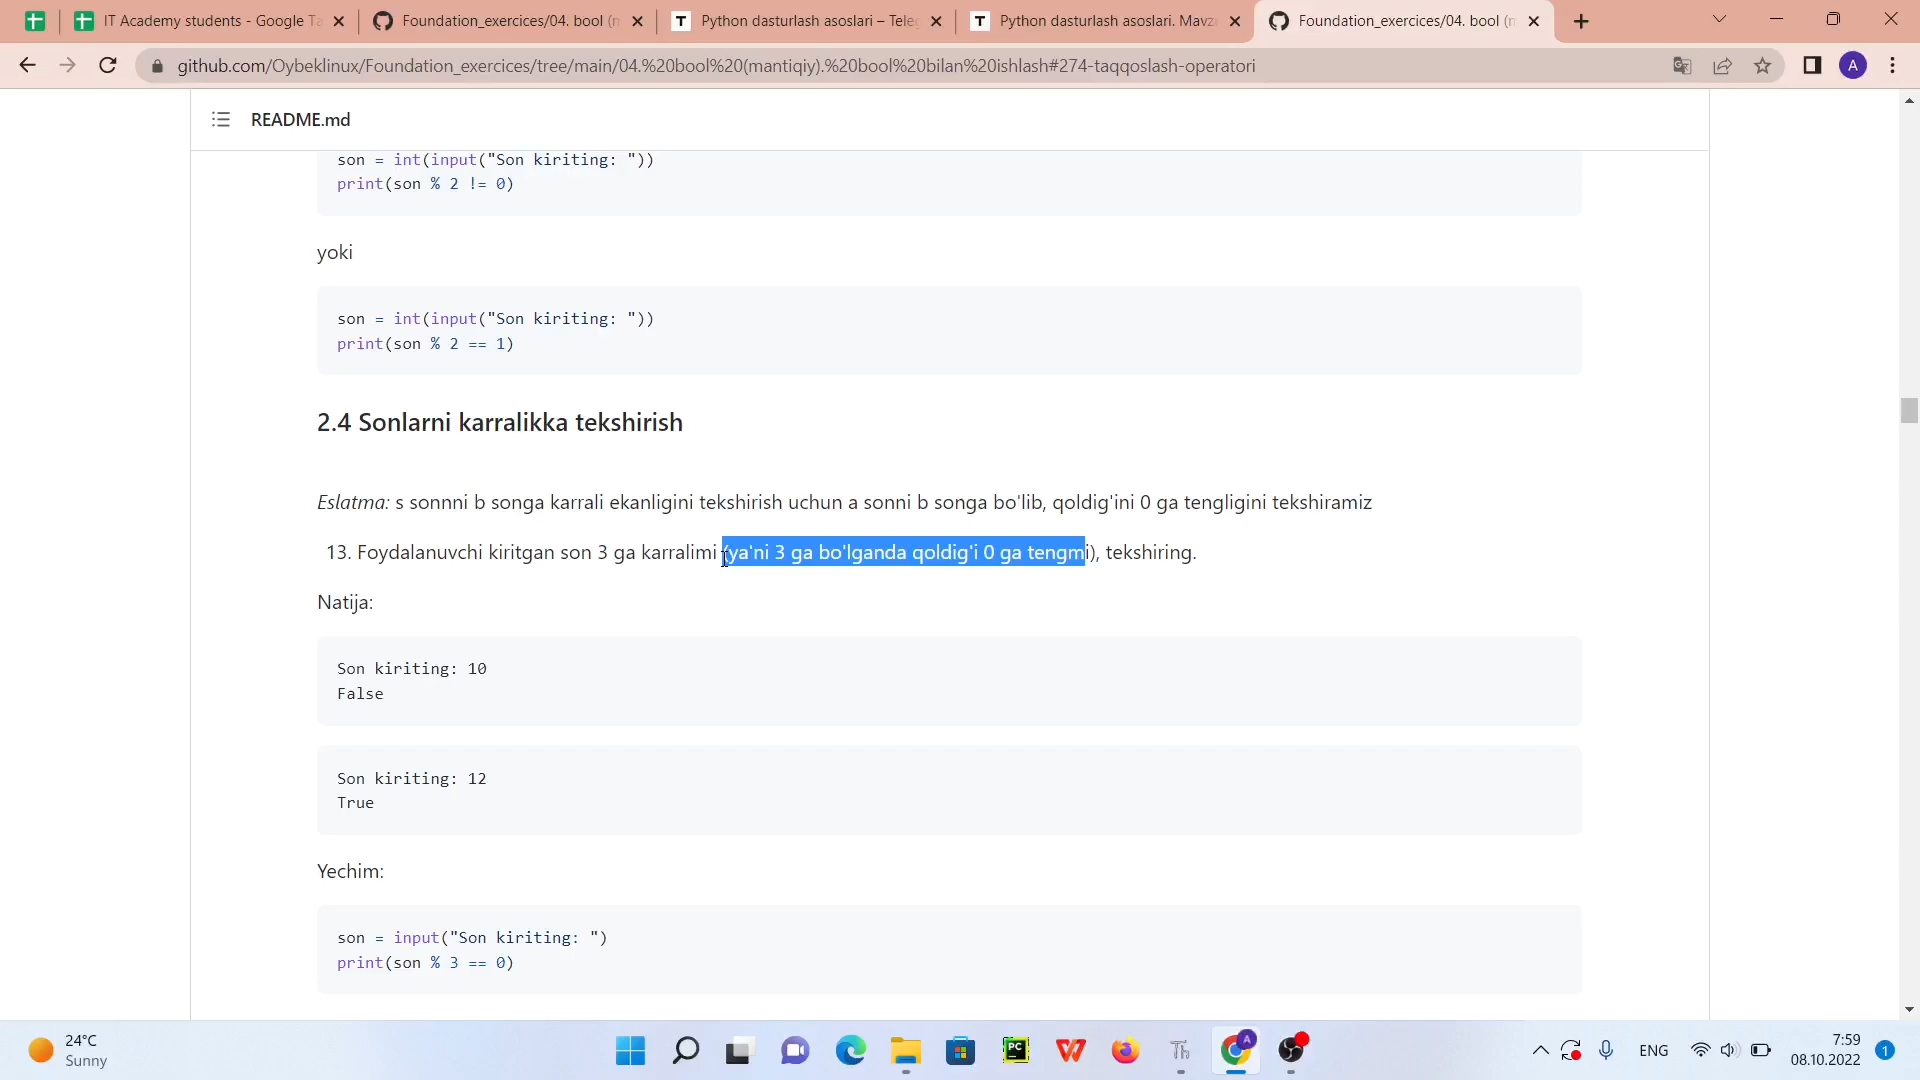 IT Academy students - Google Ta
Foundation_exercices/04. bool (m
Python dasturlash asoslari – Teleg
Python dasturlash asoslari. Mavz
Foundation_exercices/04. bool (m
github.com/Oybeklinux/Foundation_exercices/tree/main/04.%20bool%20(mantiqiy).%20bool%20bilan%20ishlash#274-taqqoslash-operatori
A
README.md
son = int(input("Son kiriting: "))
print(son % 2 != 0)
yoki
son = int(input("Son kiriting: "))
print(son % 2 == 1)
2.4 Sonlarni karralikka tekshirish
Eslatma: s sonnni b songa karrali ekanligini tekshirish uchun a sonni b songa bo'lib, qoldig'ini 0 ga tengligini tekshiramiz
13. Foydalanuvchi kiritgan son 3 ga karralimi (ya'ni 3 ga bo'lganda qoldig'i 0 ga tengmi), tekshiring.
Natija:
Son kiriting: 10
False
Son kiriting: 12
True
Yechim:
son = input("Son kiriting: ")
print(son % 3 == 0)
24°C
Sunny
PC
W
Th
A
ENG
7:59
08.10.2022
1